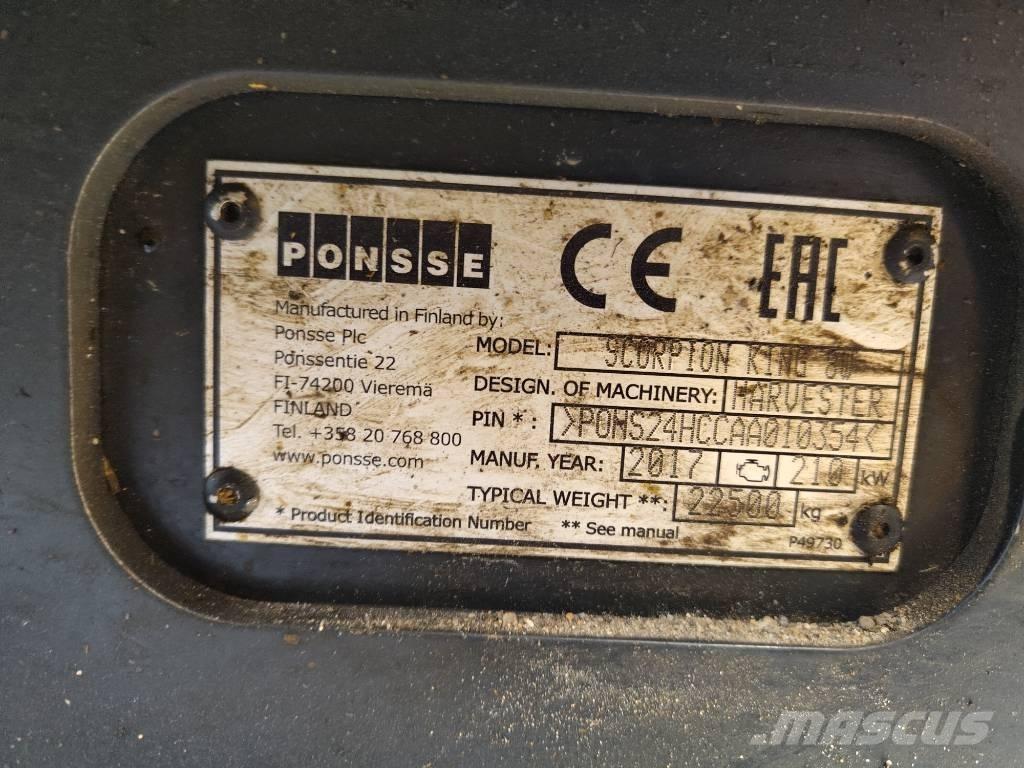 PONSSE CE EAC
Manufactured in Finland by:
Ponsse Plc
Ponssentie 22
FI-74200 Vieremä
FINLAND
Tel. +358 20 768 800
www.ponsse.com
MODEL: SCORPION KING 8W
DESIGN. OF MACHINERY: HARVESTER
PIN * : >PONS24HCCAA010354<
MANUF. YEAR: 2017 210 kW
TYPICAL WEIGHT **: 22500 kg
* Product Identification Number ** See manual
P49730
MASCUS